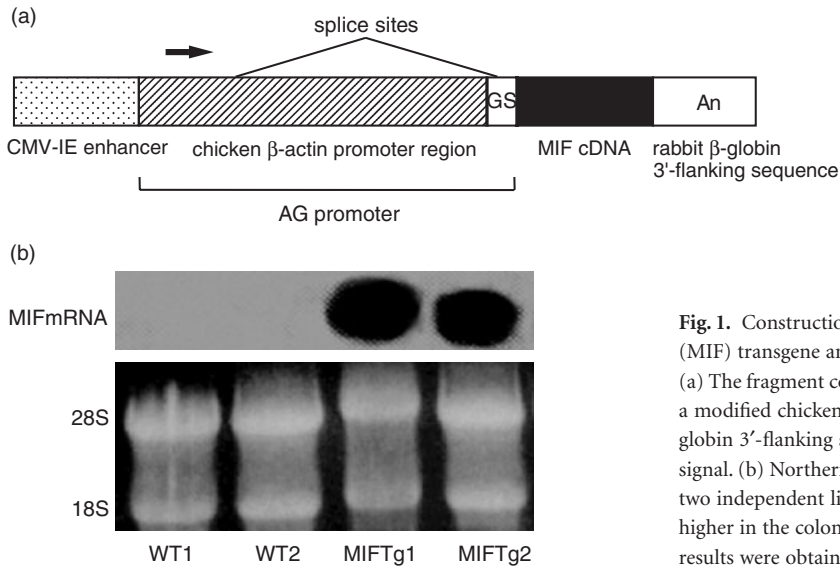 (a)
splice sites
GS
An
CMV-IE enhancer
chicken β-actin promoter region
MIF cDNA
rabbit β-globin
3'-flanking sequence
AG promoter
(b)
MIFmRNA
28S
18S
WT1
WT2
MIFTg1
MIFTg2
Fig. 1. Construction
(MIF) transgene an
(a) The fragment co
a modified chicken
globin 3′-flanking s
signal. (b) Northern
two independent li
higher in the colon
results were obtain